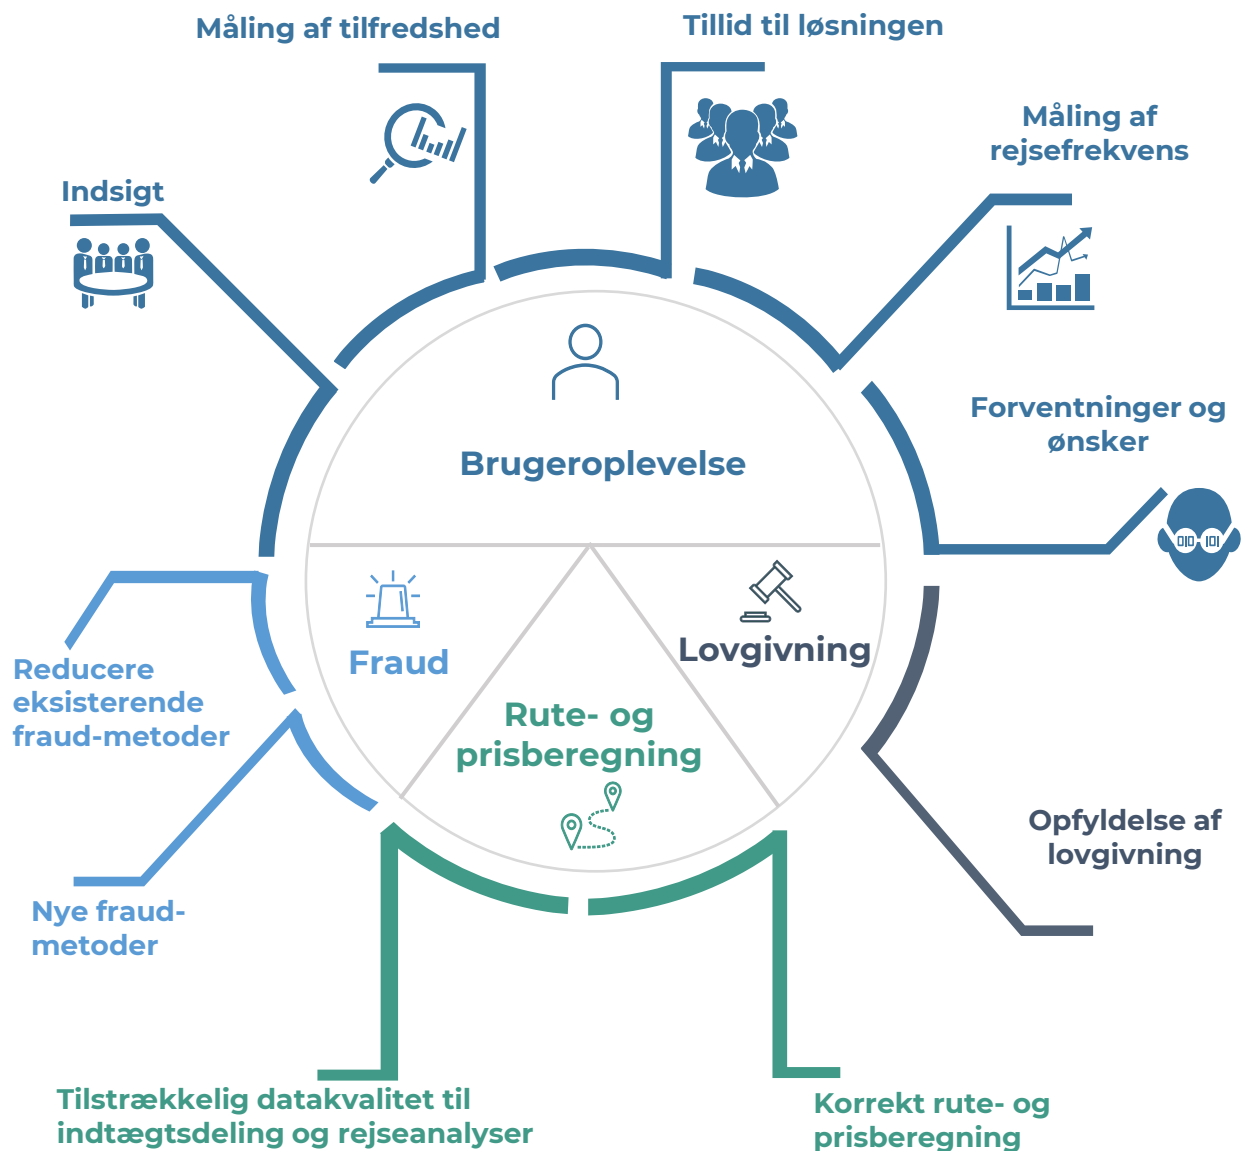 Måling af tilfredshed
Tillid til løsningen
Måling af
rejsefrekvens
Indsigt
Forventninger og
ønsker
Brugeroplevelse
Fraud
Lovgivning
Rute- og
prisberegning
Reducere
eksisterende
fraud-metoder
Opfyldelse af
lovgivning
Nye fraud-
metoder
Tilstrækkelig datakvalitet til
indtægtsdeling og rejseanalyser
Korrekt rute- og
prisberegning